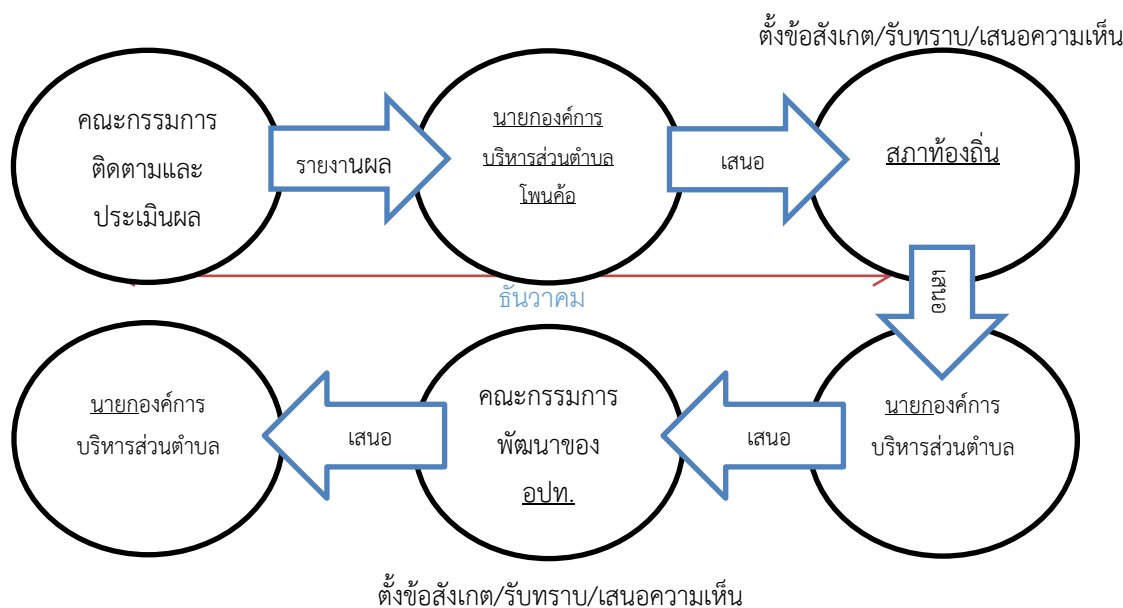 ตั้งข้อสังเกต/รับทราบ/เสนอความเห็น
คณะกรรมการ
ติดตามและ
ประเมินผล
รายงานผล
นายกองค์การ
บริหารส่วนตำบล
โพนค้อ
เสนอ
สภาท้องถิ่น
เสนอ
ธันวาคม
นายกองค์การ
บริหารส่วนตำบล
เสนอ
คณะกรรมการ
พัฒนาของ
อปท.
เสนอ
นายกองค์การ
บริหารส่วนตำบล
ตั้งข้อสังเกต/รับทราบ/เสนอความเห็น